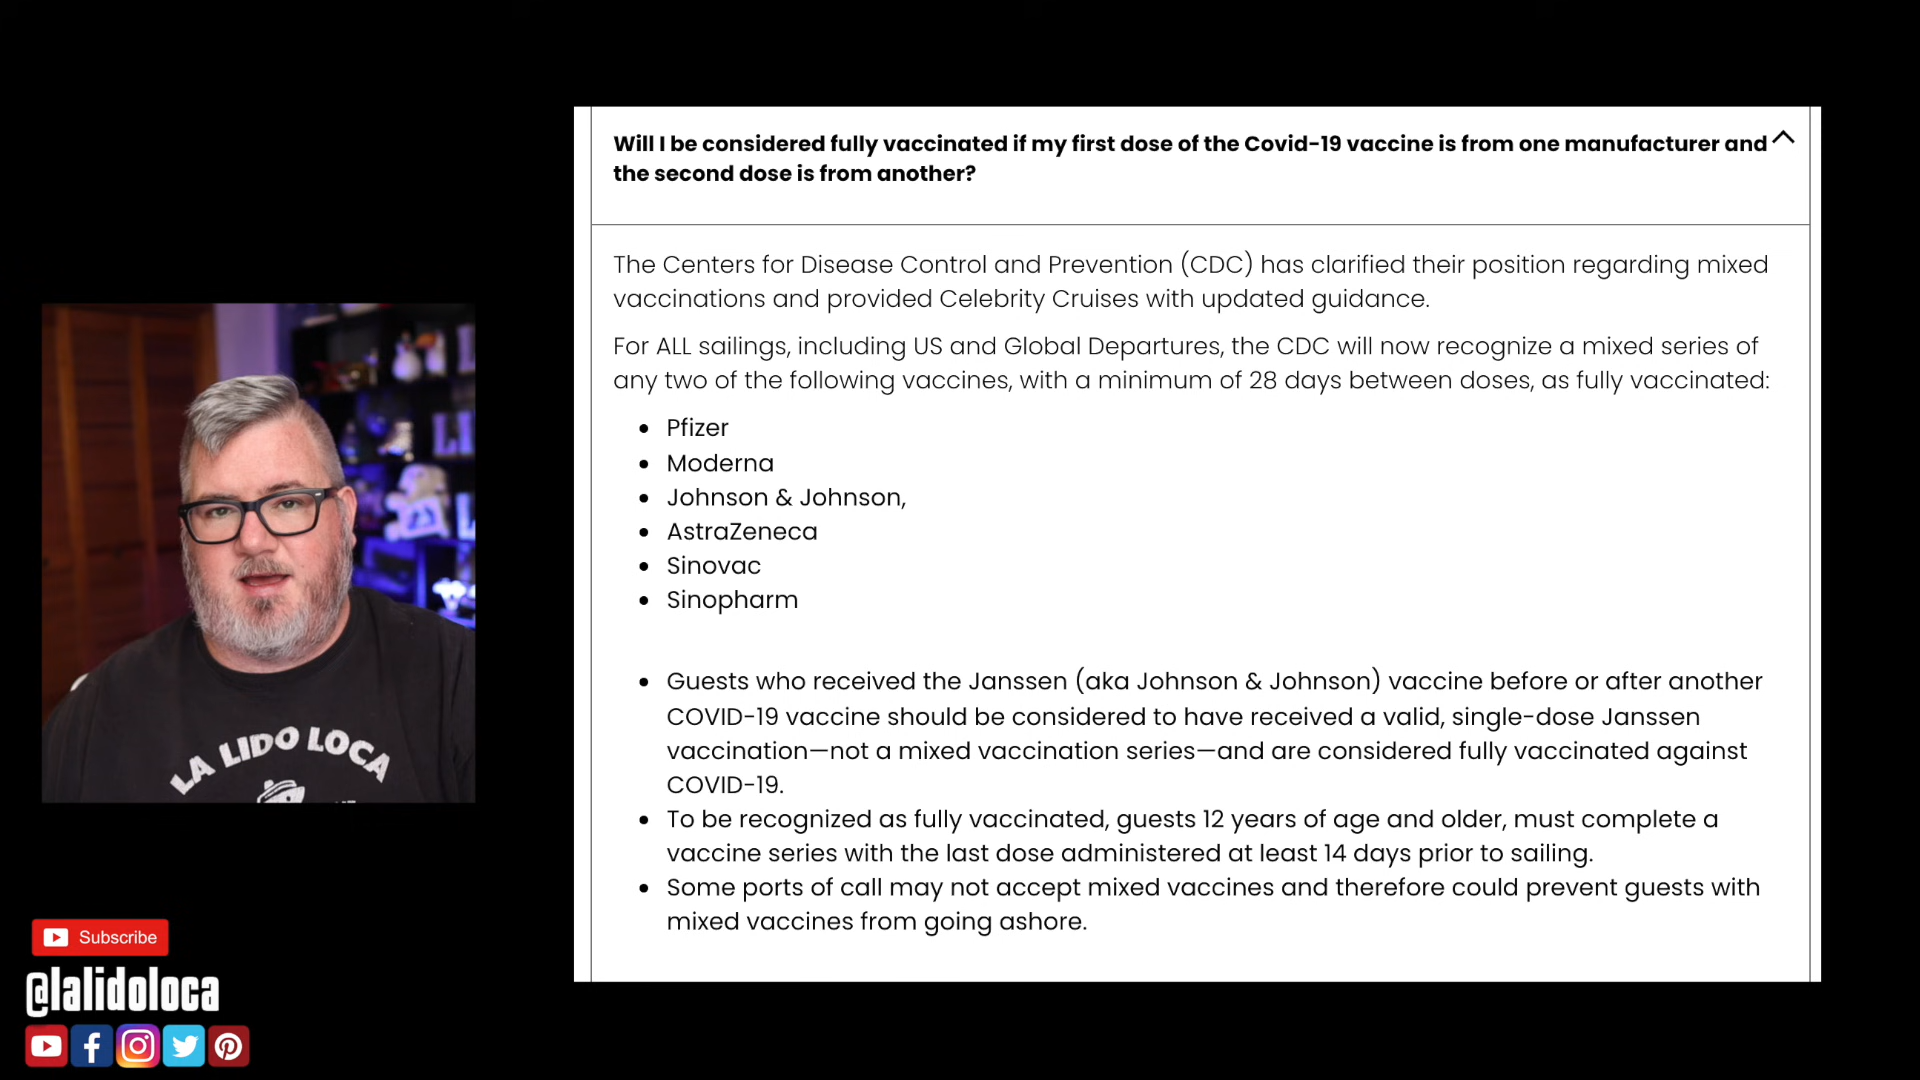 Will I be considered fully vaccinated if my first dose of the Covid-19 vaccine is from one manufacturer and
the second dose is from another?
The Centers for Disease Control and Prevention (CDC) has clarified their position regarding mixed
vaccinations and provided Celebrity Cruises with updated guidance.
For ALL sailings, including US and Global Departures, the CDC will now recognize a mixed series of
any two of the following vaccines, with a minimum of 28 days between doses, as fully vaccinated:
• Pfizer
• Moderna
• Johnson & Johnson,
• AstraZeneca
• Sinovac
• Sinopharm
• Guests who received the Janssen (aka Johnson & Johnson) vaccine before or after another
COVID-19 vaccine should be considered to have received a valid, single-dose Janssen
vaccination—not a mixed vaccination series—and are considered fully vaccinated against
COVID-19.
• To be recognized as fully vaccinated, guests 12 years of age and older, must complete a
vaccine series with the last dose administered at least 14 days prior to sailing.
• Some ports of call may not accept mixed vaccines and therefore could prevent guests with
mixed vaccines from going ashore.
LA LIDO LOCA
Subscribe
@lalidoloca